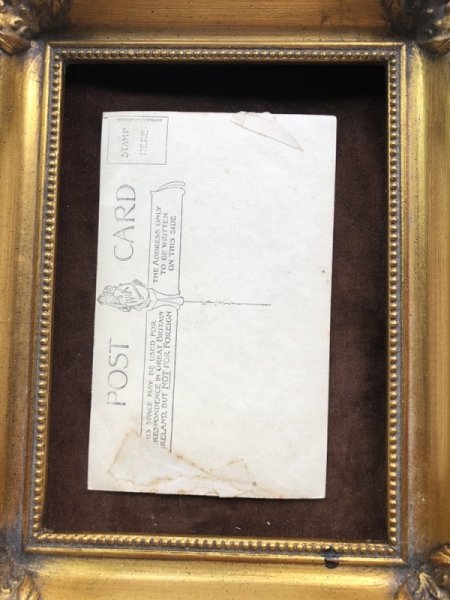 POST CARD
STAMP
HERE
SPACE MAY BE USED FOR
RESPONDENCE IN GREAT BRITAIN
IRELAND, BUT NOT FOR FOREIGN
THE ADDRESS ONLY
TO BE WRITTEN
ON THIS SIDE